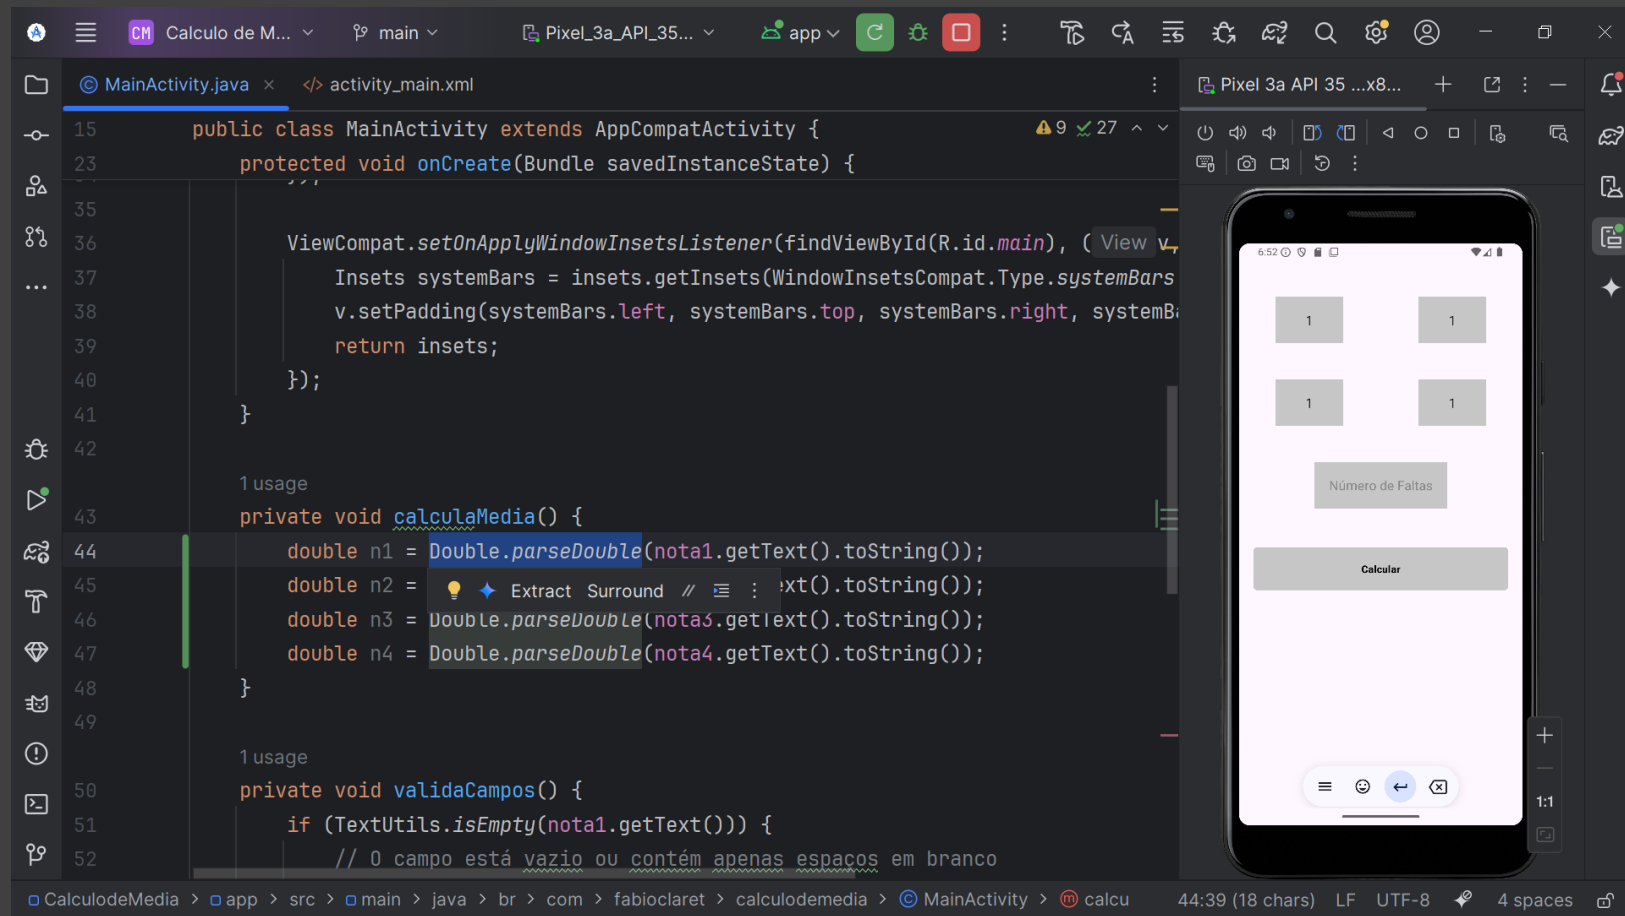 CM Calculo de M... main Pixel_3a_API_35... app
MainActivity.java activity_main.xml Pixel 3a API 35 ...x8...
15 public class MainActivity extends AppCompatActivity { 9 27
23 protected void onCreate(Bundle savedInstanceState) {
35
36 ViewCompat.setOnApplyWindowInsetsListener(findViewById(R.id.main), ( View v,
37 Insets systemBars = insets.getInsets(WindowInsetsCompat.Type.systemBars
38 v.setPadding(systemBars.left, systemBars.top, systemBars.right, systemBa
39 return insets;
40 });
41 }
42
1 usage
43 private void calculaMedia() {
44 double n1 = Double.parseDouble(nota1.getText().toString());
45 double n2 = xt().toString());
Extract Surround
46 double n3 = Double.parseDouble(nota3.getText().toString());
47 double n4 = Double.parseDouble(nota4.getText().toString());
48 }
49
1 usage
50 private void validaCampos() {
51 if (TextUtils.isEmpty(nota1.getText())) {
52 // O campo está vazio ou contém apenas espaços em branco
6:52
1 1
1 1
Número de Faltas
Calcular
1:1
CalculodeMedia > app > src > main > java > br > com > fabioclaret > calculodemedia > MainActivity > calcu 44:39 (18 chars) LF UTF-8 4 spaces